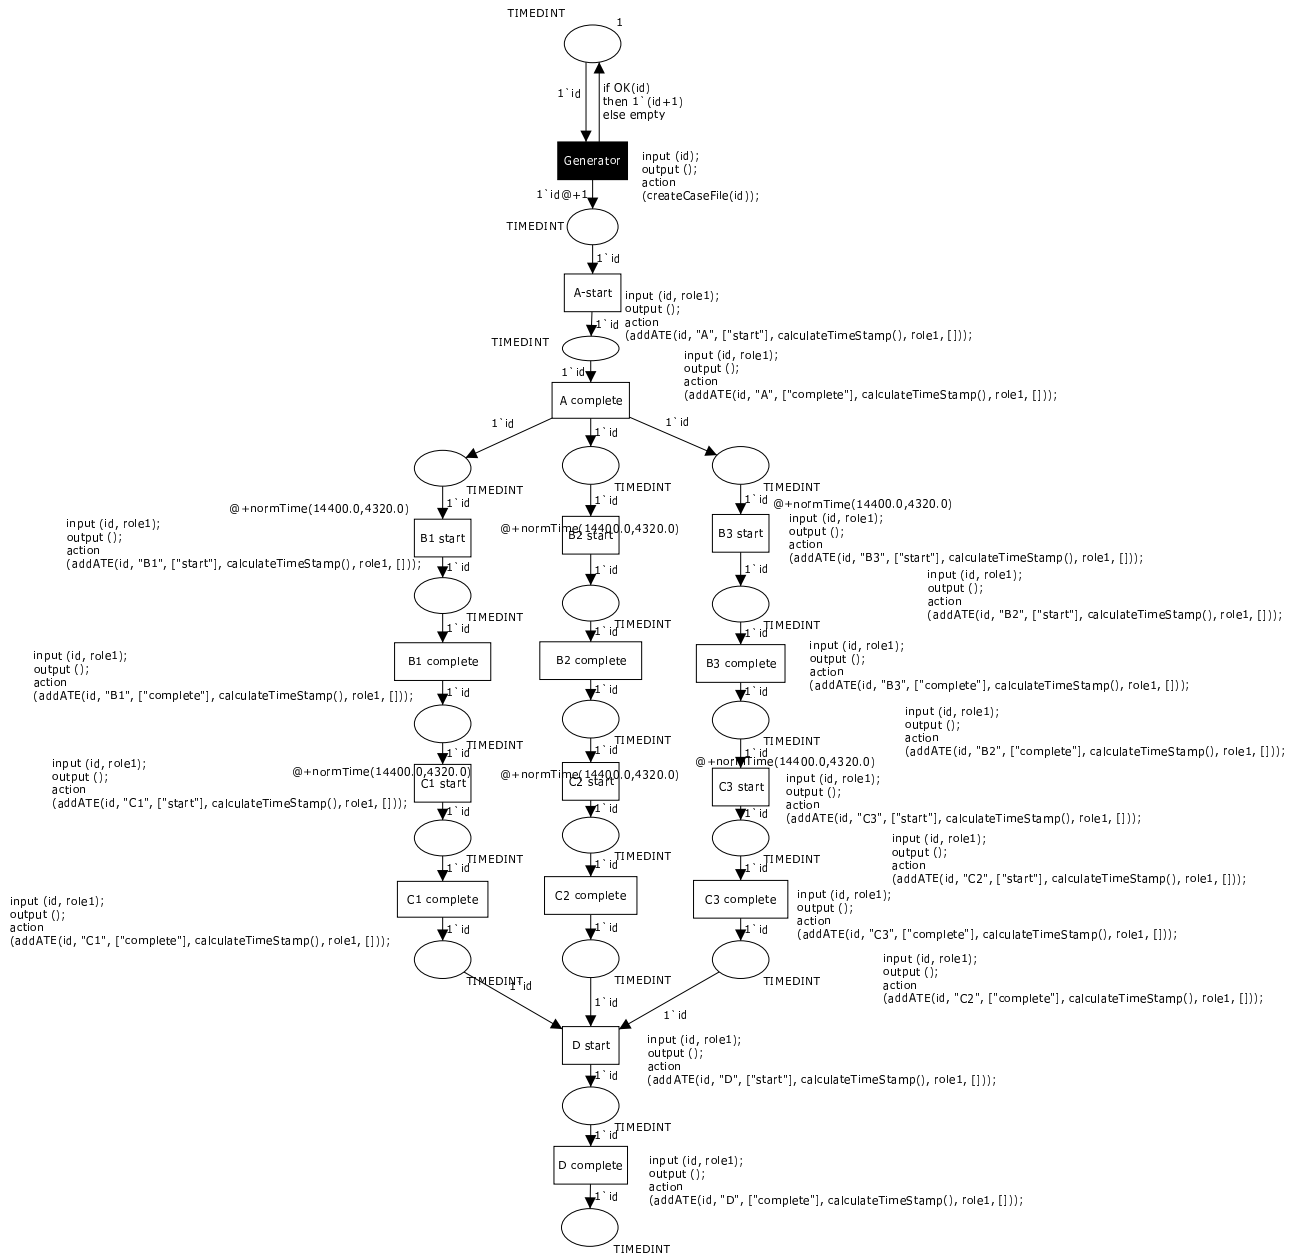 TIMEDINT
1
1`id
if OK(id)
then 1`(id+1)
else empty
Generator
input (id);
output ();
action
(createCaseFile(id));
1`id@+1
TIMEDINT
1`id
A-start
input (id, role1);
output ();
action
(addATE(id, "A", ["start"], calculateTimeStamp(), role1, []));
1`id
TIMEDINT
input (id, role1);
output ();
action
(addATE(id, "A", ["complete"], calculateTimeStamp(), role1, []));
1`id
A complete
1`id
1`id
1`id
TIMEDINT
TIMEDINT
TIMEDINT
1`id
1`id
1`id
@+normTime(14400.0,4320.0)
@+normTime(14400.0,4320.0)
@+normTime(14400.0,4320.0)
input (id, role1);
output ();
action
(addATE(id, "B1", ["start"], calculateTimeStamp(), role1, []));
B1 start
B2 start
B3 start
input (id, role1);
output ();
action
(addATE(id, "B3", ["start"], calculateTimeStamp(), role1, []));
1`id
1`id
1`id
input (id, role1);
output ();
action
(addATE(id, "B2", ["start"], calculateTimeStamp(), role1, []));
TIMEDINT
TIMEDINT
TIMEDINT
1`id
1`id
1`id
input (id, role1);
output ();
action
(addATE(id, "B1", ["complete"], calculateTimeStamp(), role1, []));
B1 complete
B2 complete
B3 complete
input (id, role1);
output ();
action
(addATE(id, "B3", ["complete"], calculateTimeStamp(), role1, []));
1`id
1`id
1`id
input (id, role1);
output ();
action
(addATE(id, "B2", ["complete"], calculateTimeStamp(), role1, []));
TIMEDINT
TIMEDINT
TIMEDINT
1`id
1`id
1`id
input (id, role1);
output ();
action
(addATE(id, "C1", ["start"], calculateTimeStamp(), role1, []));
@+normTime(14400.0,4320.0)
@+normTime(14400.0,4320.0)
@+normTime(14400.0,4320.0)
C1 start
C2 start
C3 start
input (id, role1);
output ();
action
(addATE(id, "C3", ["start"], calculateTimeStamp(), role1, []));
1`id
1`id
1`id
input (id, role1);
output ();
action
(addATE(id, "C2", ["start"], calculateTimeStamp(), role1, []));
TIMEDINT
TIMEDINT
TIMEDINT
1`id
1`id
1`id
input (id, role1);
output ();
action
(addATE(id, "C1", ["complete"], calculateTimeStamp(), role1, []));
C1 complete
C2 complete
C3 complete
input (id, role1);
output ();
action
(addATE(id, "C3", ["complete"], calculateTimeStamp(), role1, []));
1`id
1`id
1`id
input (id, role1);
output ();
action
(addATE(id, "C2", ["complete"], calculateTimeStamp(), role1, []));
TIMEDINT
TIMEDINT
TIMEDINT
1`id
1`id
1`id
D start
input (id, role1);
output ();
action
(addATE(id, "D", ["start"], calculateTimeStamp(), role1, []));
1`id
TIMEDINT
1`id
D complete
input (id, role1);
output ();
action
(addATE(id, "D", ["complete"], calculateTimeStamp(), role1, []));
1`id
TIMEDINT